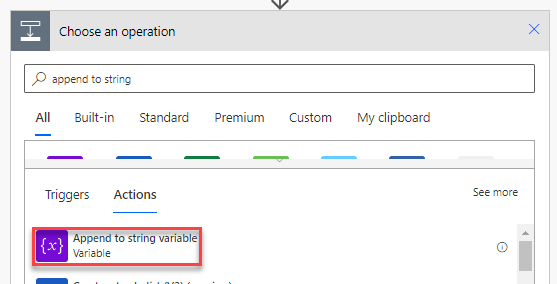 Choose an operation
append to string
All Built-in Standard Premium Custom My clipboard
Triggers Actions See more
{x} Append to string variable
Variable